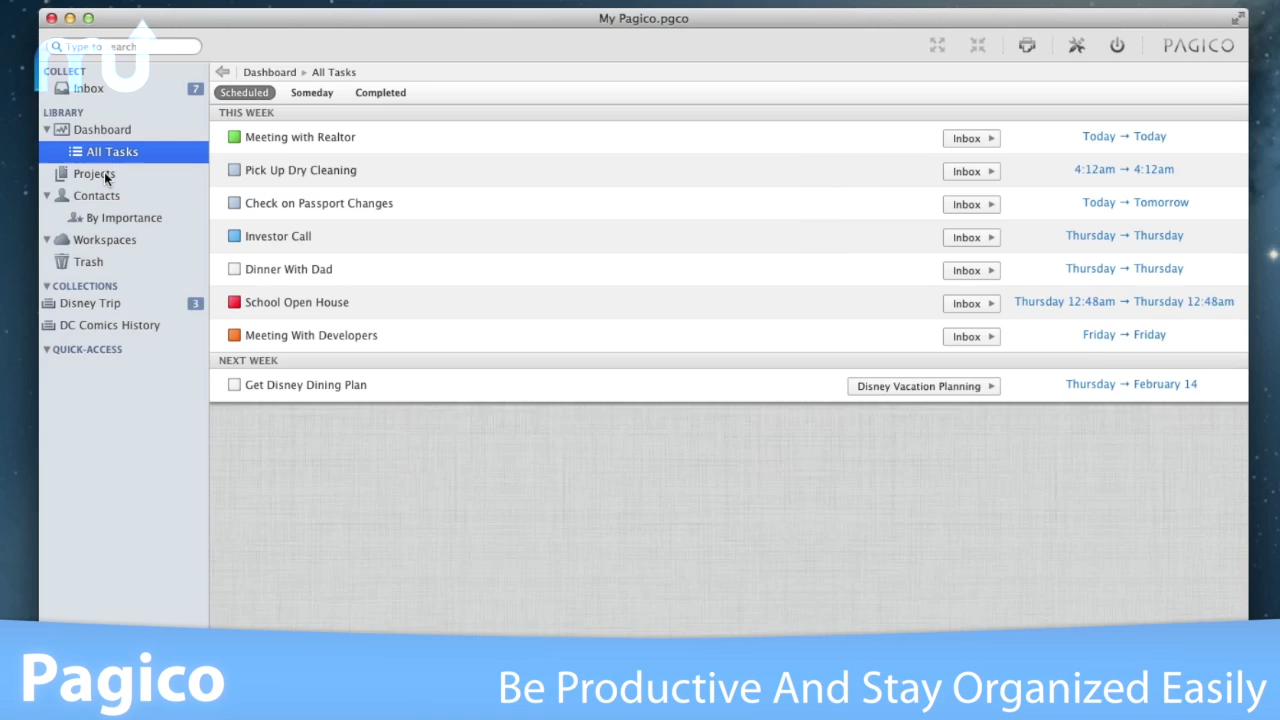 My Pagico.pgco
Type to search
PAGICO
MU
COLLECT
Inbox 7
LIBRARY
Dashboard
All Tasks
Projects
Contacts
By Importance
Workspaces
Trash
COLLECTIONS
Disney Trip 3
DC Comics History
QUICK-ACCESS
Dashboard ▸ All Tasks
Scheduled Someday Completed
THIS WEEK
Meeting with Realtor Inbox ▸ Today → Today
Pick Up Dry Cleaning Inbox ▸ 4:12am → 4:12am
Check on Passport Changes Inbox ▸ Today → Tomorrow
Investor Call Inbox ▸ Thursday → Thursday
Dinner With Dad Inbox ▸ Thursday → Thursday
School Open House Inbox ▸ Thursday 12:48am → Thursday 12:48am
Meeting With Developers Inbox ▸ Friday → Friday
NEXT WEEK
Get Disney Dining Plan Disney Vacation Planning ▸ Thursday → February 14
Pagico
Be Productive And Stay Organized Easily